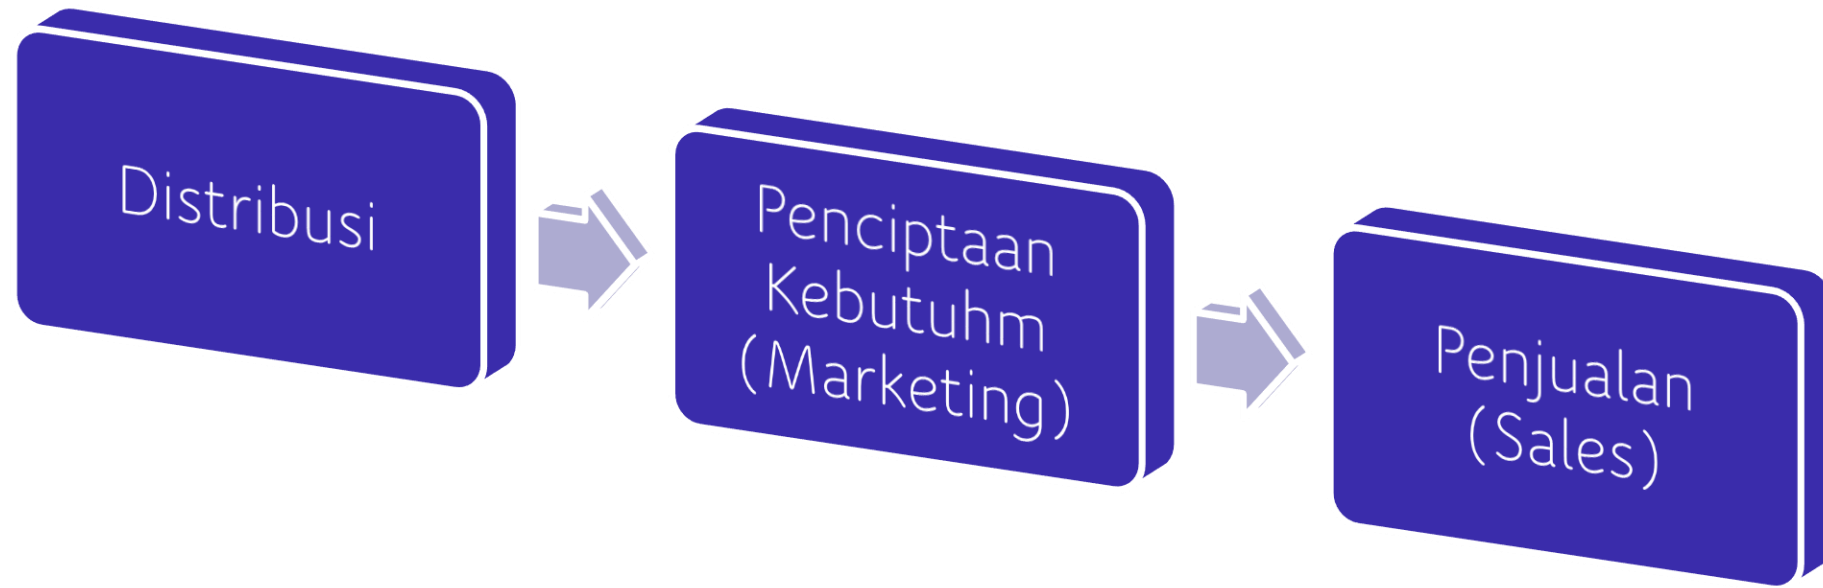 Distribusi
Penciptaan
Kebutuhm
(Marketing)
Penjualan
(Sales)